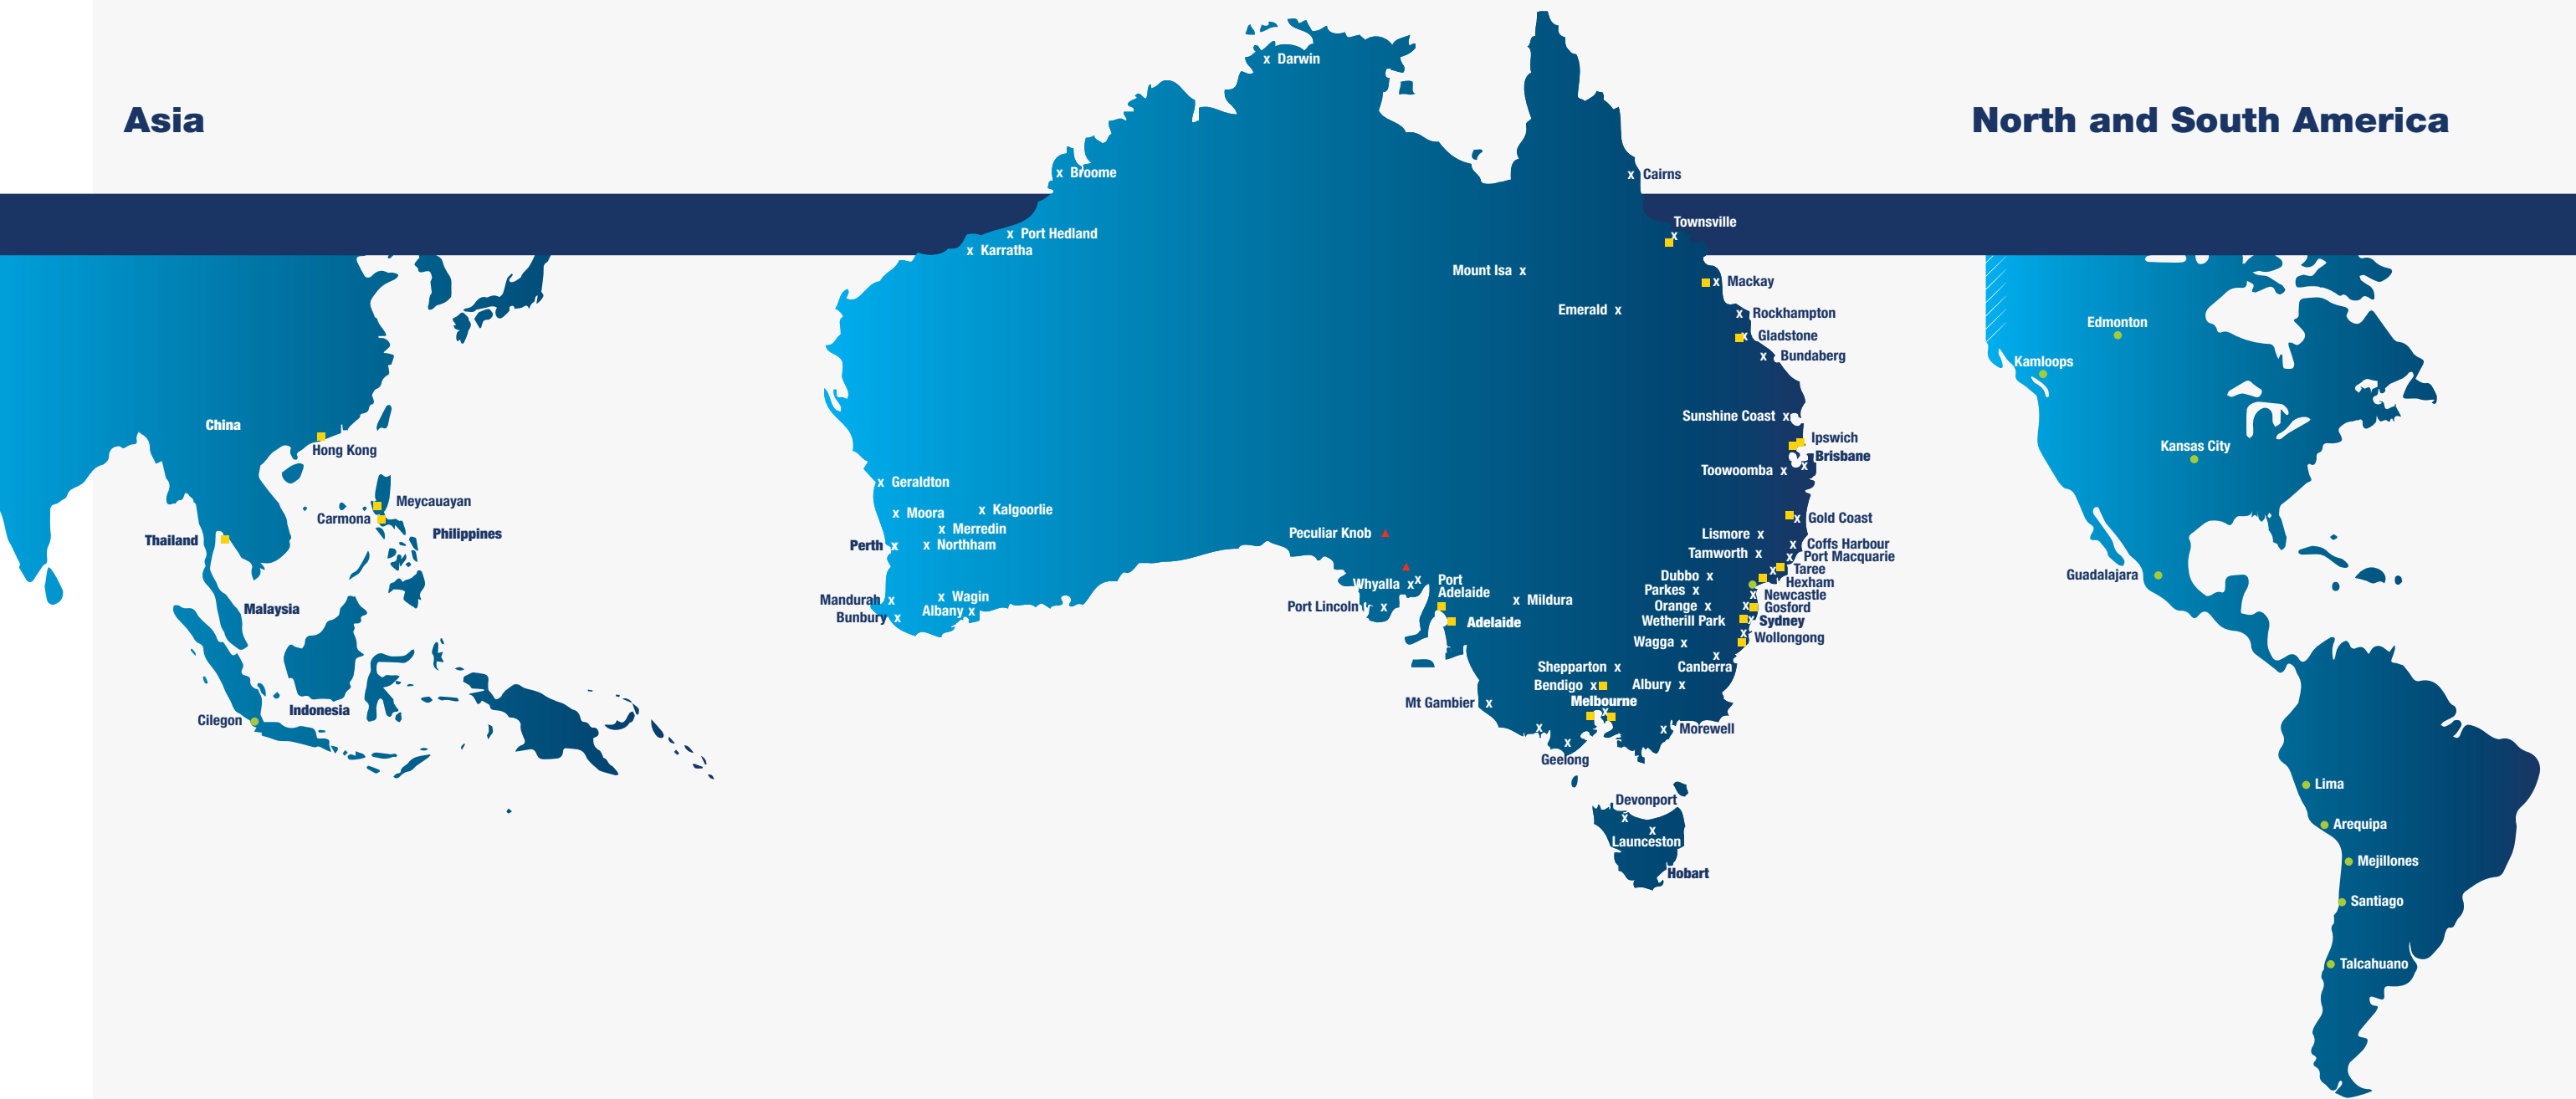 Asia
North and South America
China
Hong Kong
Meycauayan
Carmona
Philippines
Thailand
Malaysia
Indonesia
Cilegon
x Darwin
x Broome
x Port Hedland
x Karratha
x Cairns
Townsville
x
Mount Isa x
x Mackay
Emerald x
x Rockhampton
x Gladstone
x Bundaberg
Sunshine Coast x
Ipswich
Brisbane
Toowoomba x
x
x Geraldton
x Moora
x Kalgoorlie
x Merredin
Perth x
x Northham
Mandurah x
x Wagin
Albany x
Bunbury x
Peculiar Knob
Whyalla x
x Port
Adelaide
Port Lincoln x
Adelaide
x Mildura
x Gold Coast
Lismore x
x Coffs Harbour
Tamworth x
x Port Macquarie
x Taree
Dubbo x
Hexham
Parkes x
x Newcastle
Orange x
x Gosford
Wetherill Park
Sydney
x Wollongong
Wagga x
x
Canberra
Shepparton x
Bendigo x
Albury x
Melbourne
x
Mt Gambier x
x
x
Geelong
x Morewell
Devonport
x
x
Launceston
Hobart
Edmonton
Kamloops
Kansas City
Guadalajara
Lima
Arequipa
Mejillones
Santiago
Talcahuano